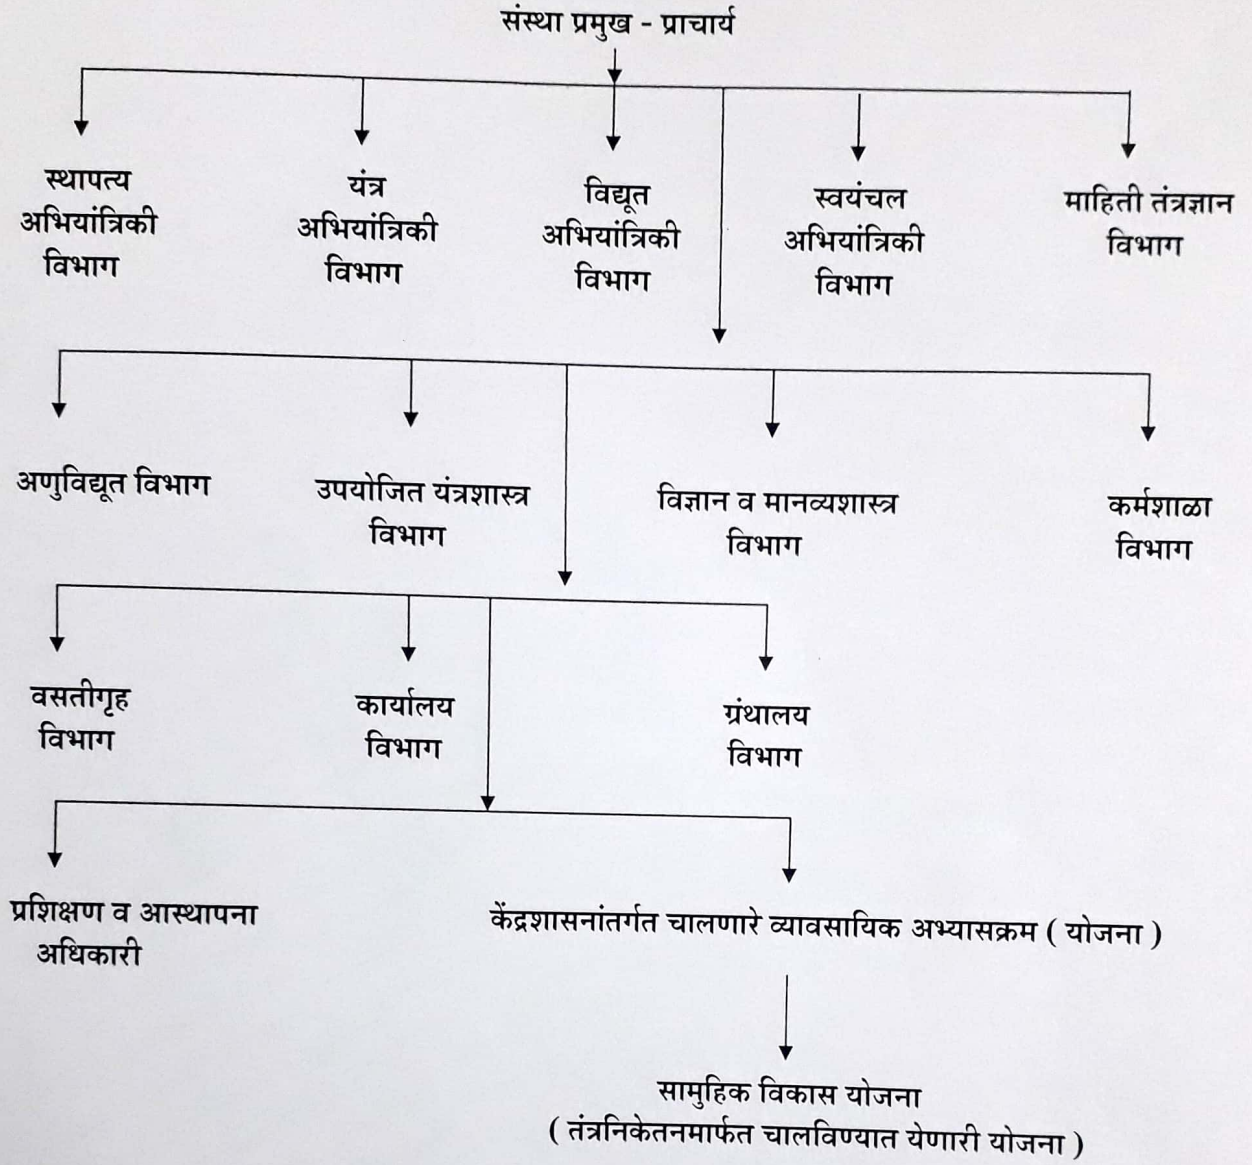 संस्था प्रमुख - प्राचार्य
स्थापत्य
अभियांत्रिकी
विभाग
यंत्र
अभियांत्रिकी
विभाग
विद्यूत
अभियांत्रिकी
विभाग
स्वयंचल
अभियांत्रिकी
विभाग
माहिती तंत्रज्ञान
विभाग
अणुविद्यूत विभाग
उपयोजित यंत्रशास्त्र
विभाग
विज्ञान व मानव्यशास्त्र
विभाग
कर्मशाळा
विभाग
वसतीगृह
विभाग
कार्यालय
विभाग
ग्रंथालय
विभाग
प्रशिक्षण व आस्थापना
अधिकारी
केंद्रशासनांतर्गत चालणारे व्यावसायिक अभ्यासक्रम ( योजना )
सामुहिक विकास योजना
( तंत्रनिकेतनमार्फत चालविण्यात येणारी योजना )